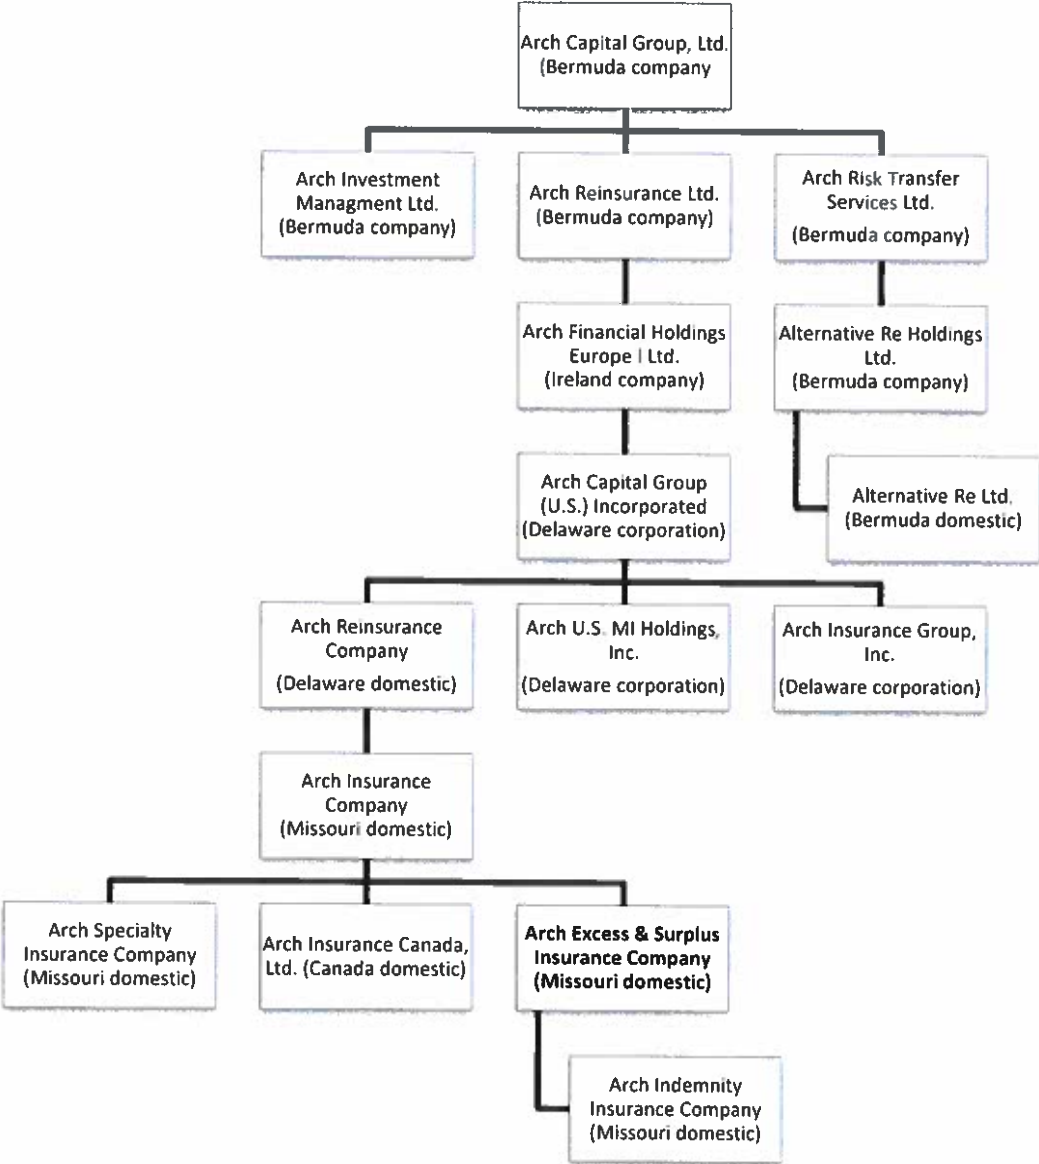 Arch Capital Group, Ltd.
(Bermuda company
Arch Investment
Managment Ltd.
(Bermuda company)
Arch Reinsurance Ltd.
(Bermuda company)
Arch Risk Transfer
Services Ltd.
(Bermuda company)
Arch Financial Holdings
Europe I Ltd.
(Ireland company)
Alternative Re Holdings
Ltd.
(Bermuda company)
Arch Capital Group
(U.S.) Incorporated
(Delaware corporation)
Alternative Re Ltd.
(Bermuda domestic)
Arch Reinsurance
Company
(Delaware domestic)
Arch U.S. MI Holdings,
Inc.
(Delaware corporation)
Arch Insurance Group,
Inc.
(Delaware corporation)
Arch Insurance
Company
(Missouri domestic)
Arch Specialty
Insurance Company
(Missouri domestic)
Arch Insurance Canada,
Ltd. (Canada domestic)
Arch Excess & Surplus
Insurance Company
(Missouri domestic)
Arch Indemnity
Insurance Company
(Missouri domestic)